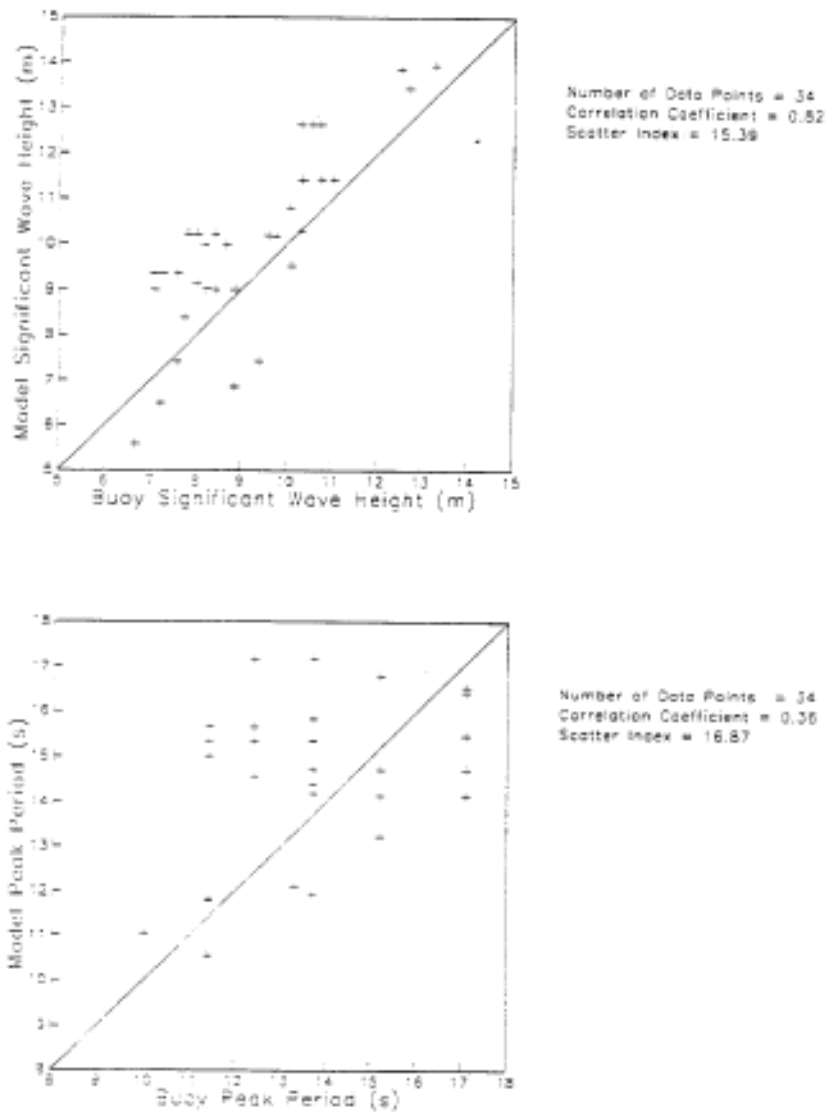 15
14
13
12
11
10
9
8
7
Model Significant Wave Height (m)
7 8 9 10 11 12 13 14 15
Buoy Significant Wave Height (m)
Number of Data Points = 34
Correlation Coefficient = 0.82
Scatter Index = 15.39
18
17
16
15
14
13
12
11
10
9
8
Model Peak Period (s)
8 9 10 11 12 13 14 15 16 17 18
Buoy Peak Period (s)
Number of Data Points = 34
Correlation Coefficient = 0.36
Scatter Index = 16.87